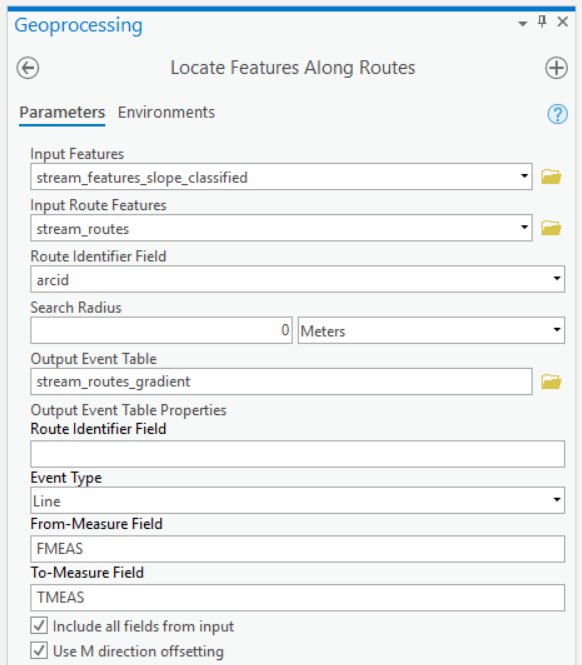 Geoprocessing
Locate Features Along Routes
Parameters Environments
Input Features
stream_features_slope_classified
Input Route Features
stream_routes
Route Identifier Field
arcid
Search Radius
0 Meters
Output Event Table
stream_routes_gradient
Output Event Table Properties
Route Identifier Field
Event Type
Line
From-Measure Field
FMEAS
To-Measure Field
TMEAS
Include all fields from input
Use M direction offsetting